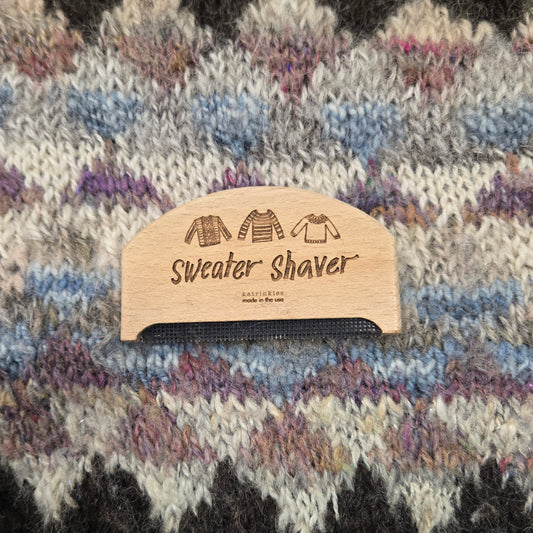 Sweater Shaver
katrinkles
made in the usa